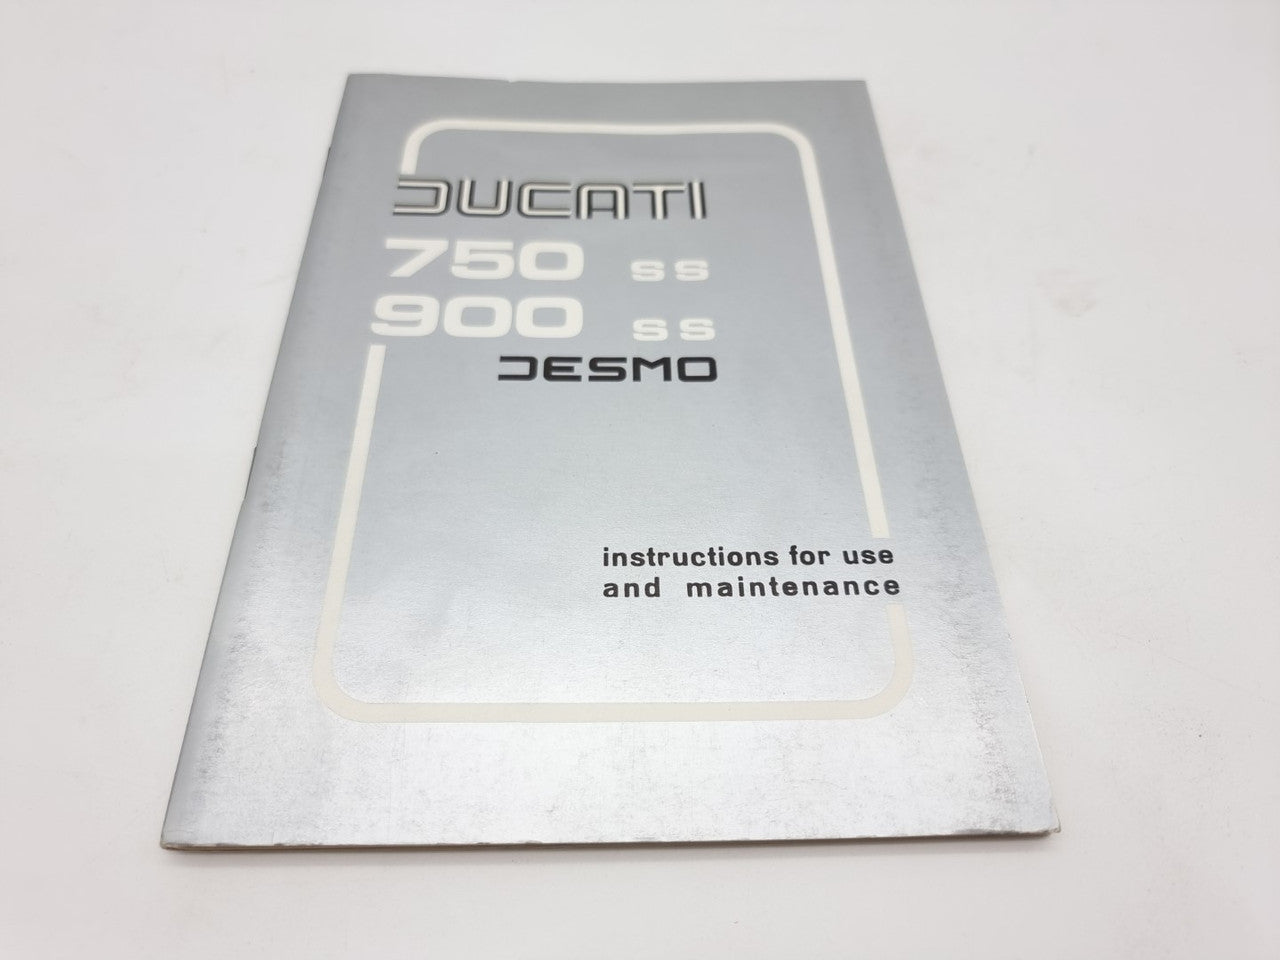 DUCATI
750 SS
900 SS
DESMO
instructions for use
and maintenance